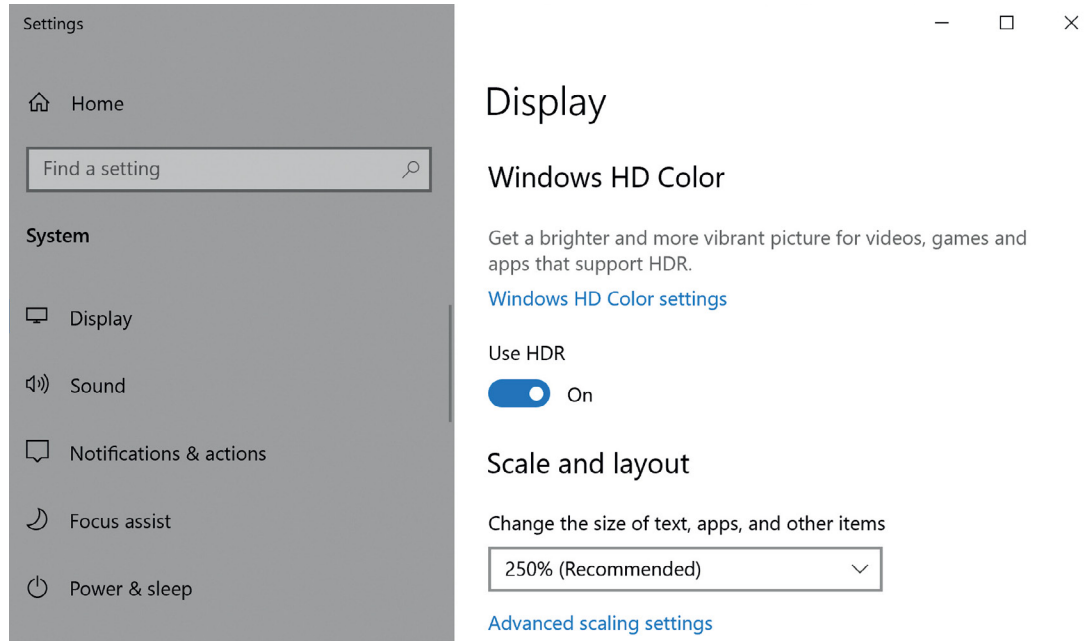 Settings
Home
Find a setting
System
Display
Sound
Notifications & actions
Focus assist
Power & sleep
Display
Windows HD Color
Get a brighter and more vibrant picture for videos, games and
apps that support HDR.
Windows HD Color settings
Use HDR
On
Scale and layout
Change the size of text, apps, and other items
250% (Recommended)
Advanced scaling settings